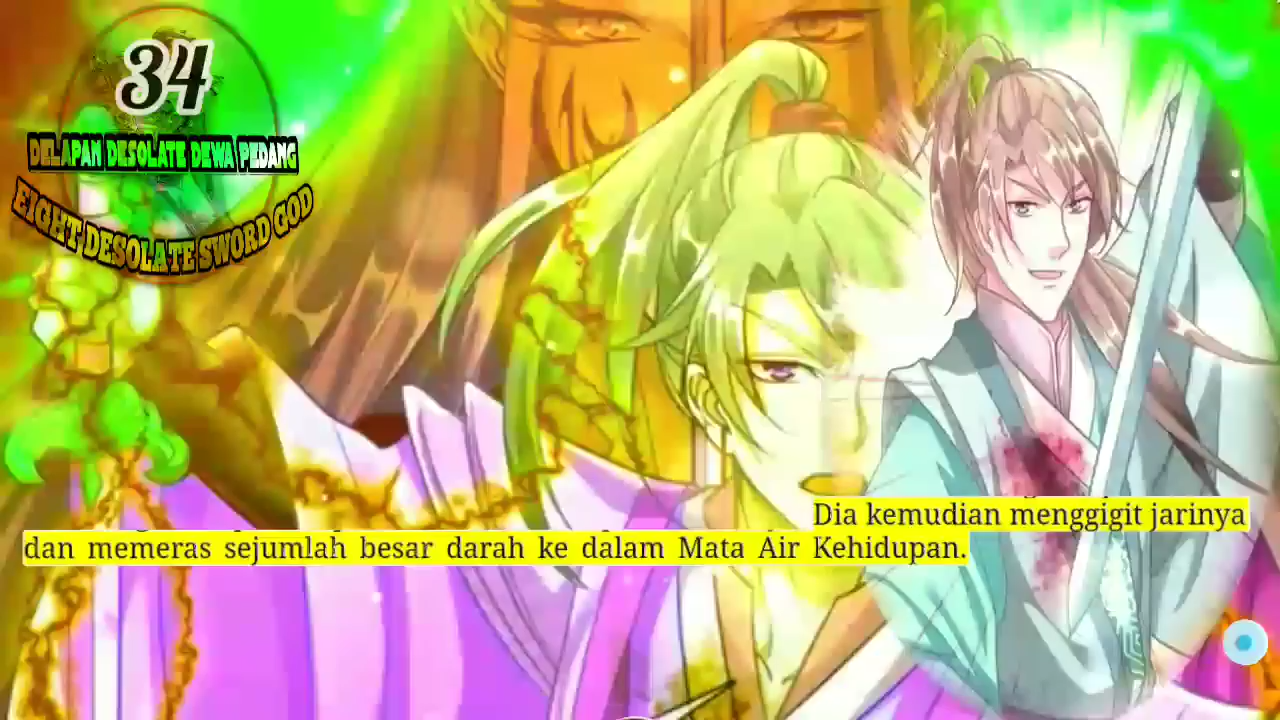 34
DELAPAN DESOLATE DEWA PEDANG
EIGHT DESOLATE SWORD GOD
Dia kemudian menggigit jarinya
dan memeras sejumlah besar darah ke dalam Mata Air Kehidupan.